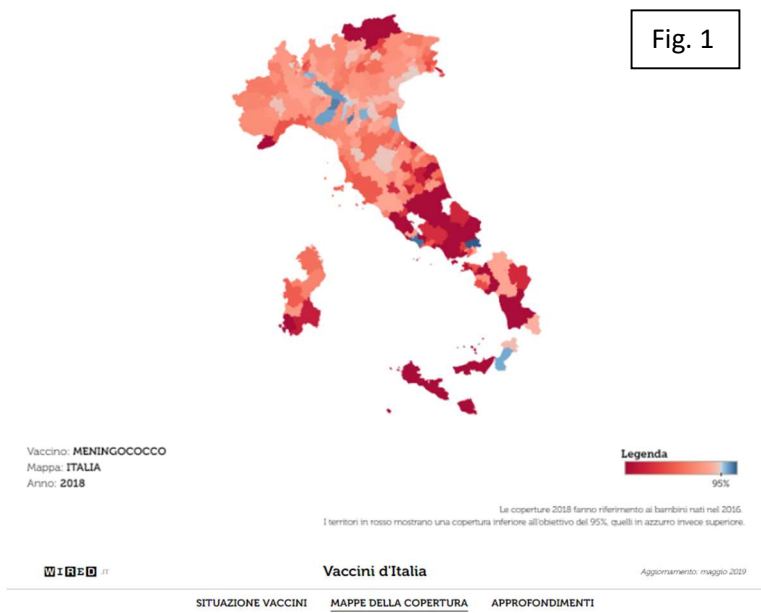 Fig. 1
Vaccino: MENINGOCOCCO
Mappa: ITALIA
Anno: 2018
Legenda
95%
Le coperture 2018 fanno riferimento ai bambini nati nel 2016.
I territori in rosso mostrano una copertura inferiore all'obiettivo del 95%, quelli in azzurro invece superiore.
WIRED.IT Vaccini d'Italia Aggiornamento: maggio 2019
SITUAZIONE VACCINI MAPPE DELLA COPERTURA APPROFONDIMENTI